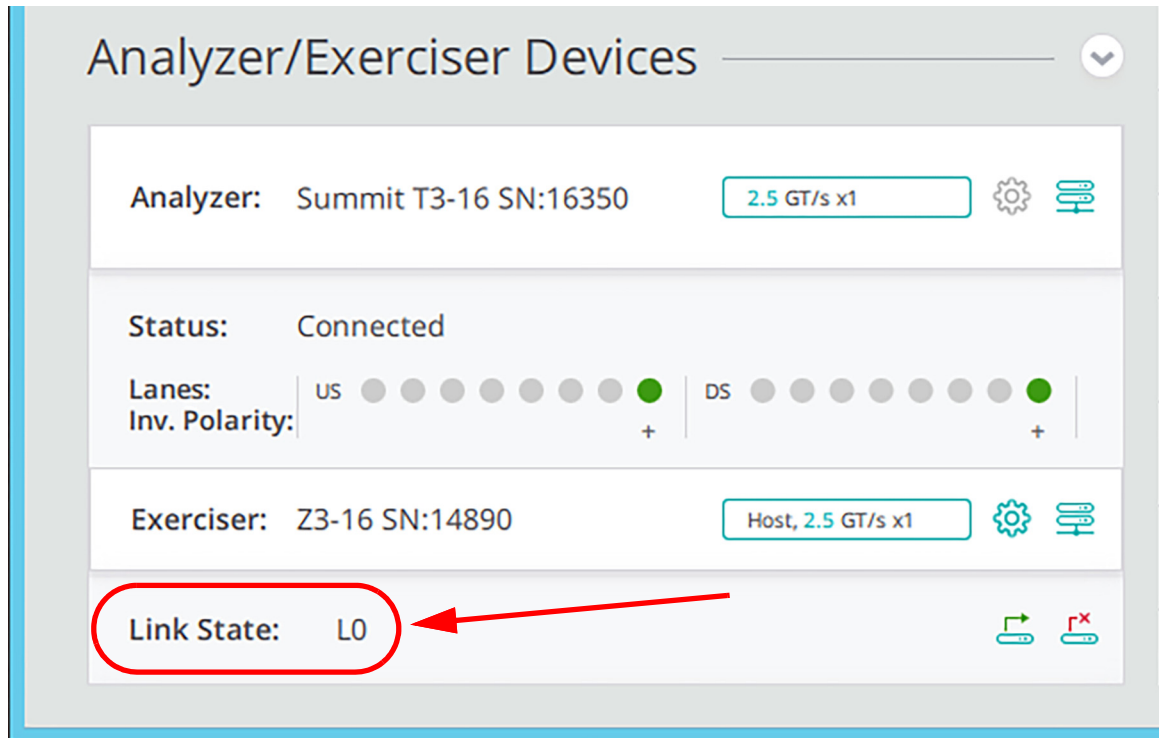 Analyzer/Exerciser Devices
Analyzer: Summit T3-16 SN:16350 2.5 GT/s x1
Status: Connected
Lanes: US DS
Inv. Polarity: + +
Exerciser: Z3-16 SN:14890 Host, 2.5 GT/s x1
Link State: L0